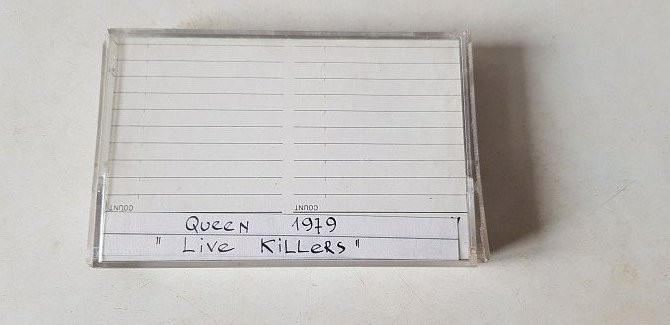 COUNT COUNT
QUEEN 1979
"LiVE KiLLERS"